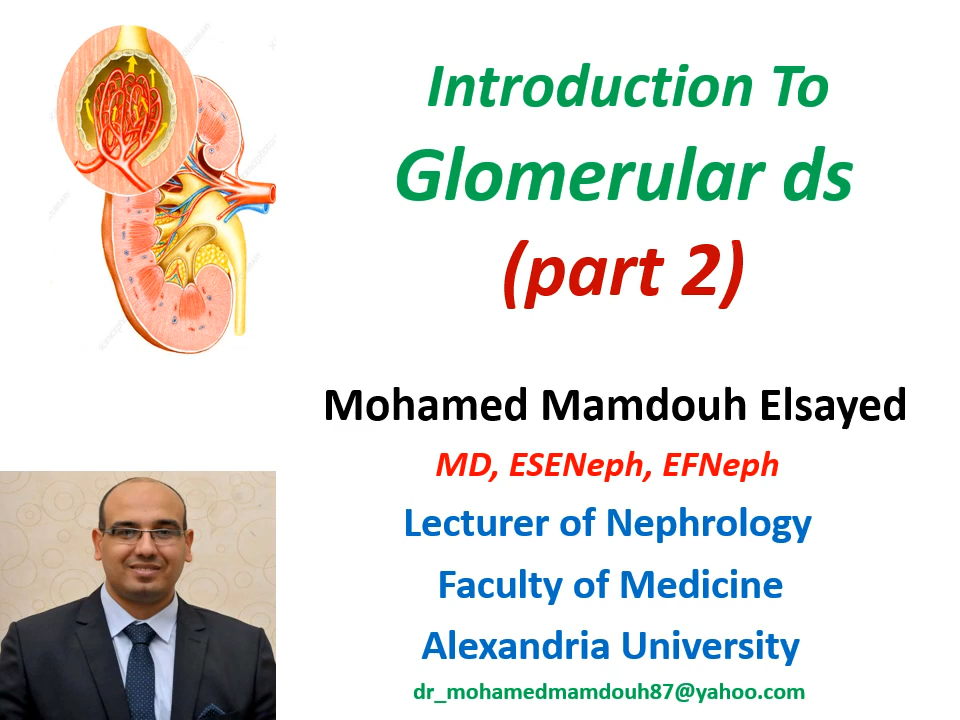 Introduction To
Glomerular ds
(part 2)
Mohamed Mamdouh Elsayed
MD, ESENeph, EFNeph
Lecturer of Nephrology
Faculty of Medicine
Alexandria University
dr_mohamedmamdouh87@yahoo.com